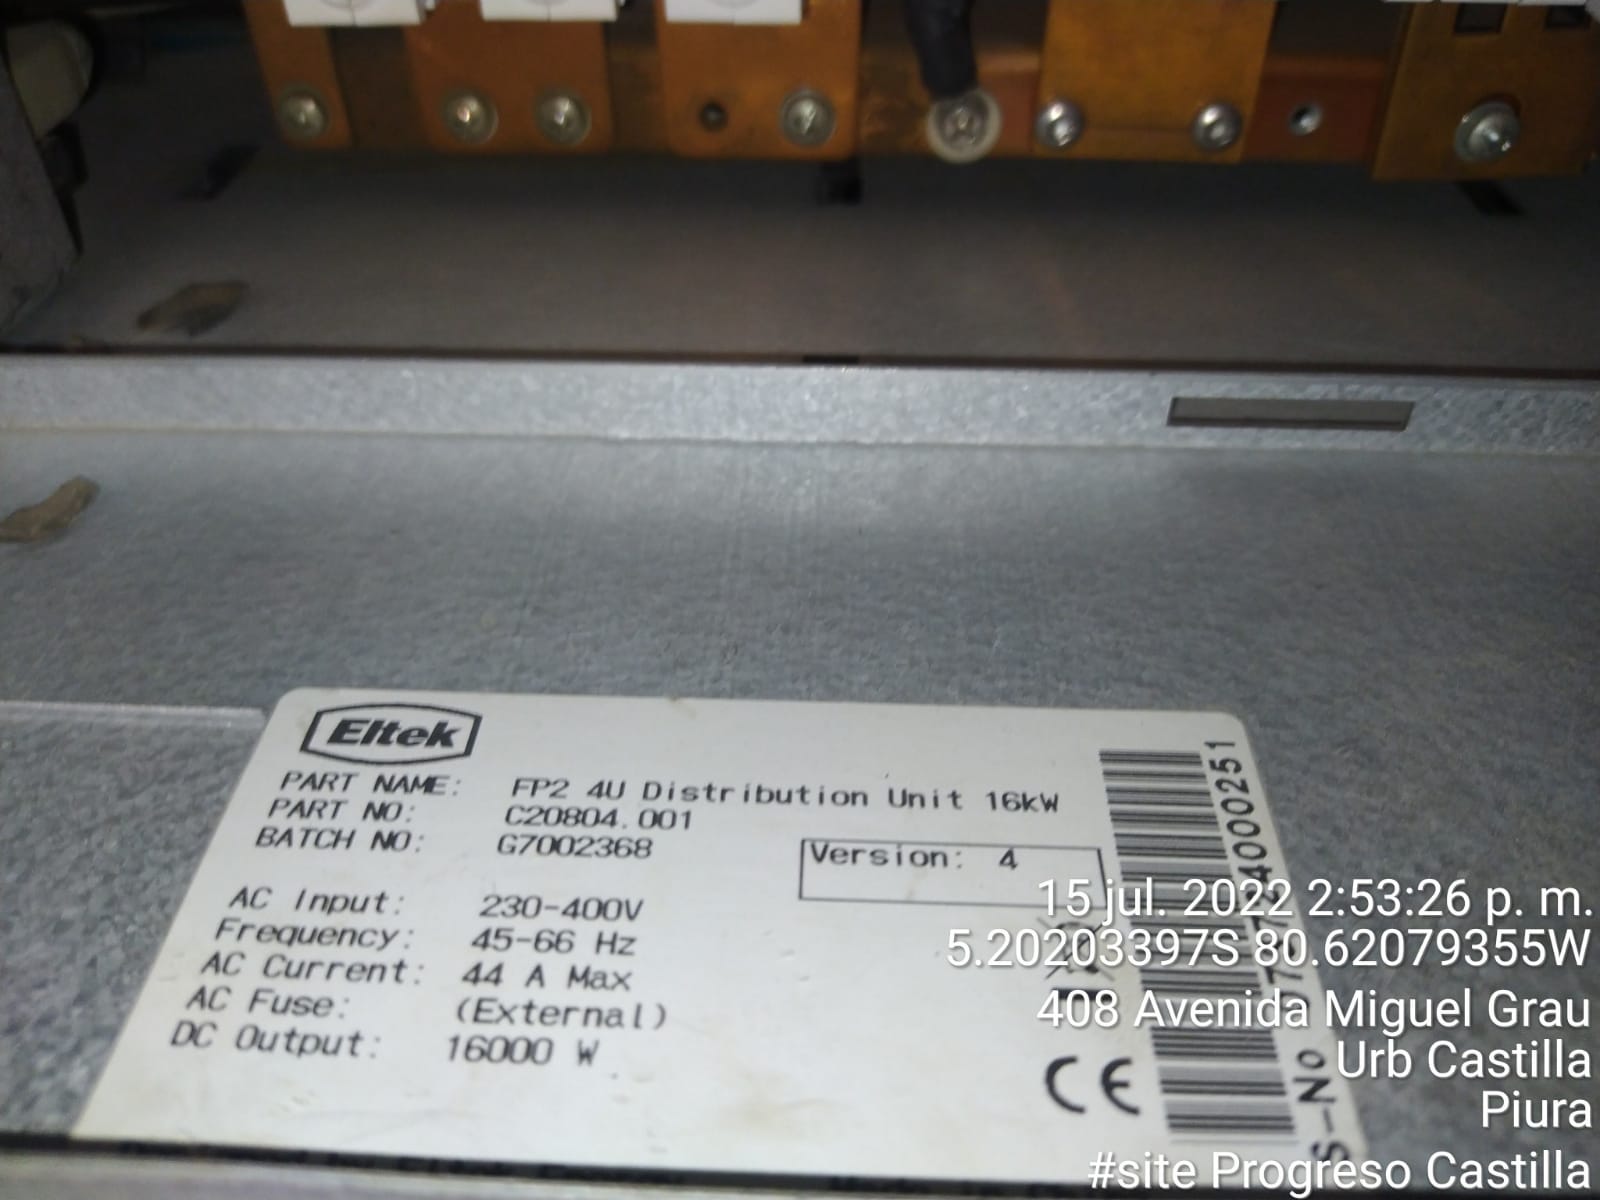 Eltek
PART NAME: FP2 4U Distribution Unit 16kW
PART NO: C20804.001
BATCH NO: G7002368
Version: 4
AC Input: 230-400V
Frequency: 45-66 Hz
AC Current: 44 A Max
AC Fuse: (External)
DC Output: 16000 W
CE
S-No
15 jul. 2022 2:53:26 p. m.
5.20203397S 80.62079355W
408 Avenida Miguel Grau
Urb Castilla
Piura
#site Progreso Castilla